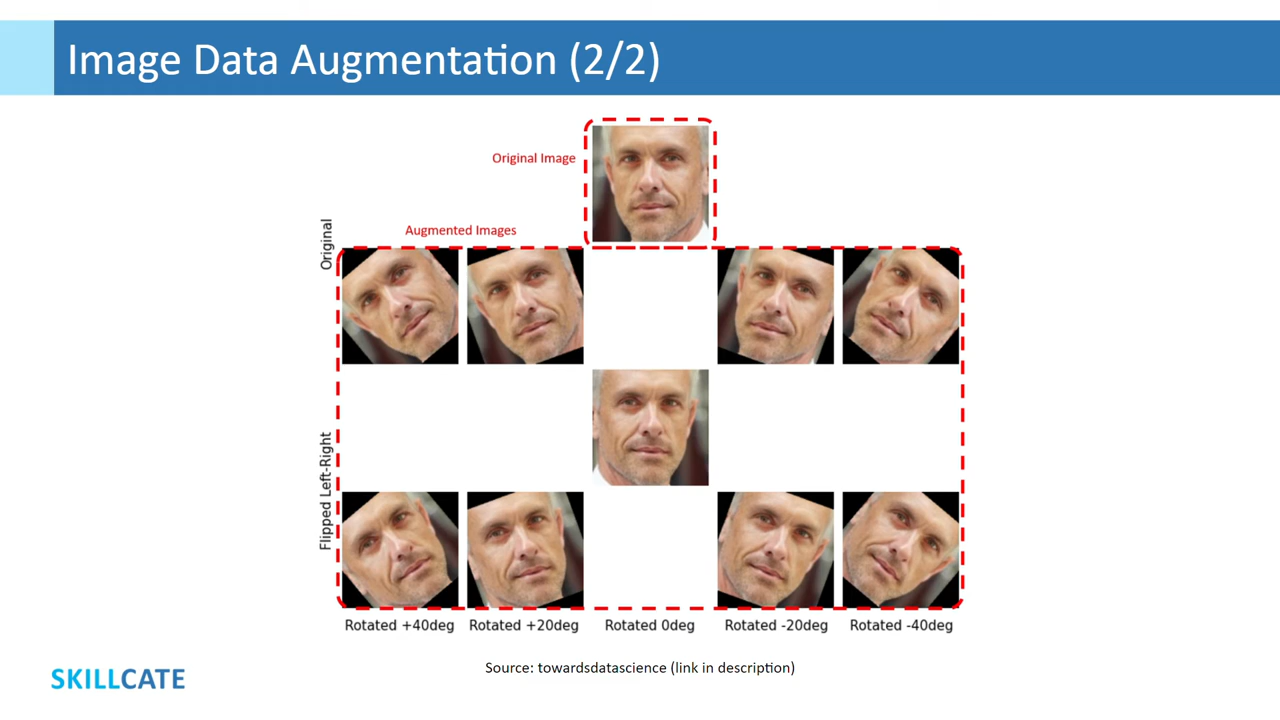 Image Data Augmentation (2/2)
Original Image
Augmented Images
Original
Flipped Left-Right
Rotated +40deg Rotated +20deg Rotated 0deg Rotated -20deg Rotated -40deg
Source: towardsdatascience (link in description)
SKILLCATE